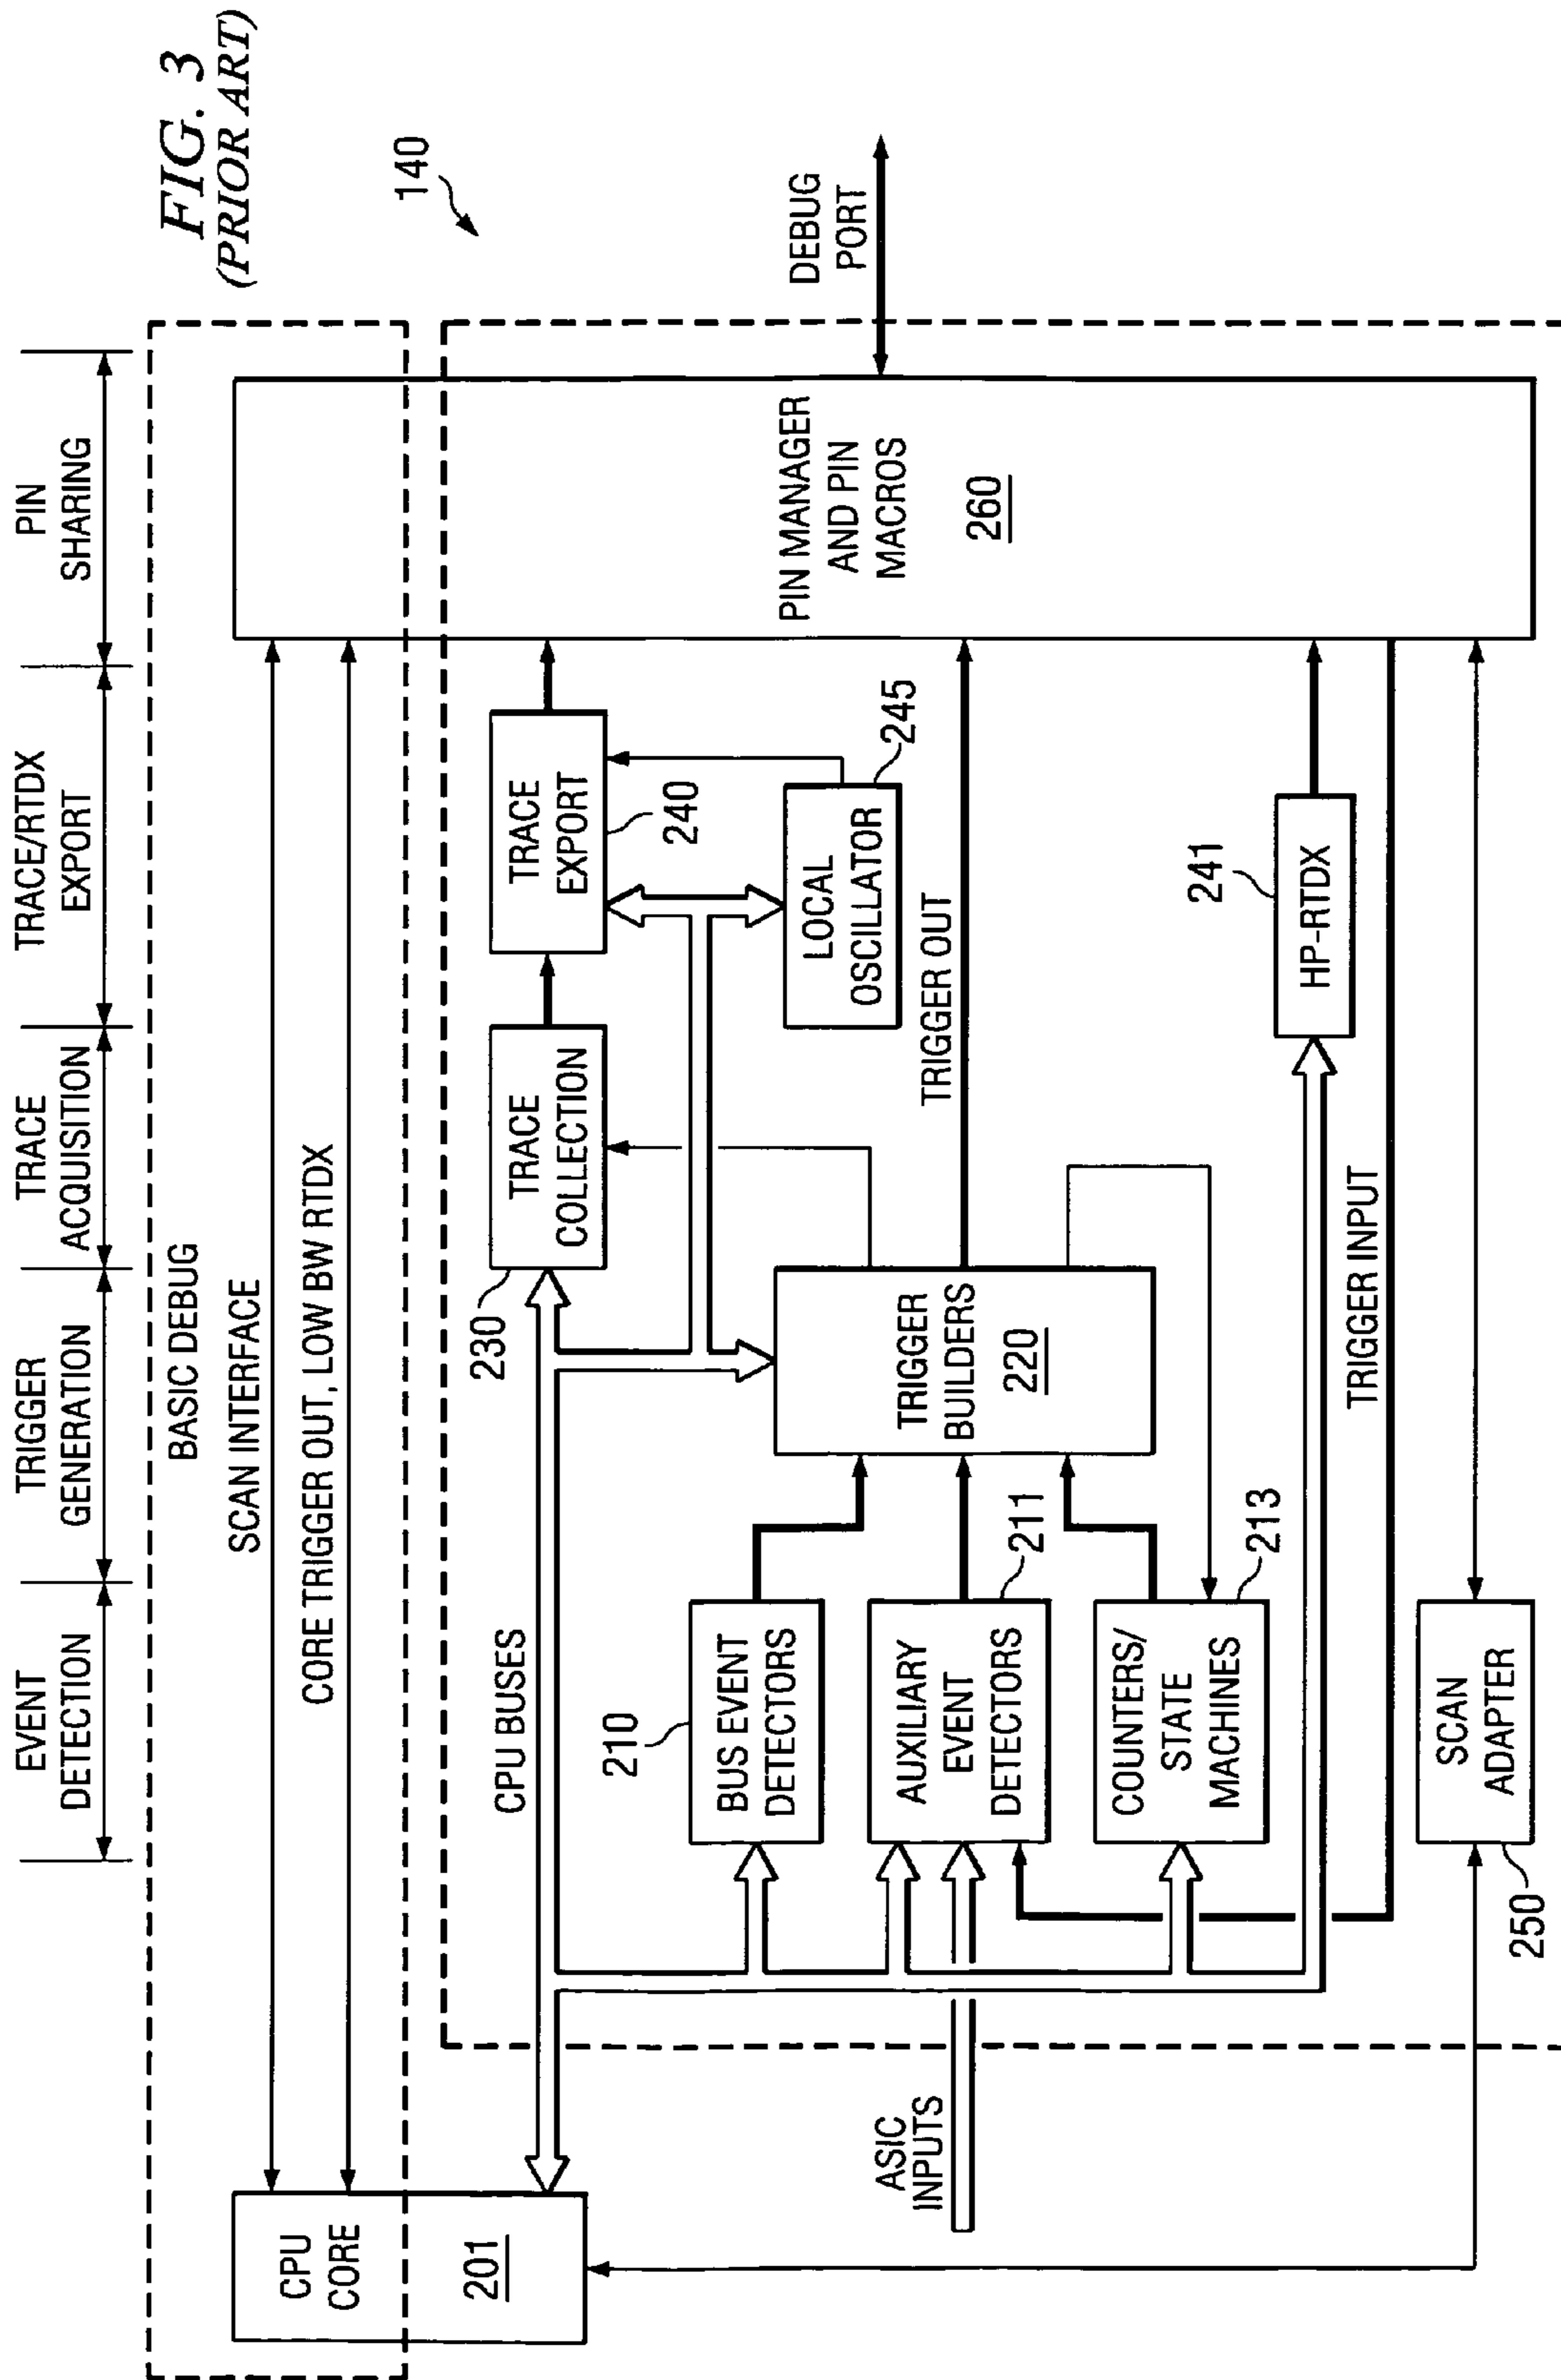 FIG. 3
(PRIOR ART)
EVENT
DETECTION
TRIGGER
GENERATION
TRACE
ACQUISITION
TRACE/RTDX
EXPORT
PIN
SHARING
BASIC DEBUG
SCAN INTERFACE
CORE TRIGGER OUT, LOW BW RTDX
140
CPU
CORE
201
CPU BUSES
230
TRACE
COLLECTION
TRACE
EXPORT
240
LOCAL
OSCILLATOR
245
PIN MANAGER
AND PIN
MACROS
260
DEBUG
PORT
210
BUS EVENT
DETECTORS
ASIC
INPUTS
AUXILIARY
EVENT
DETECTORS
211
TRIGGER
BUILDERS
220
TRIGGER OUT
COUNTERS/
STATE
MACHINES
213
241
HP-RTDX
TRIGGER INPUT
SCAN
ADAPTER
250